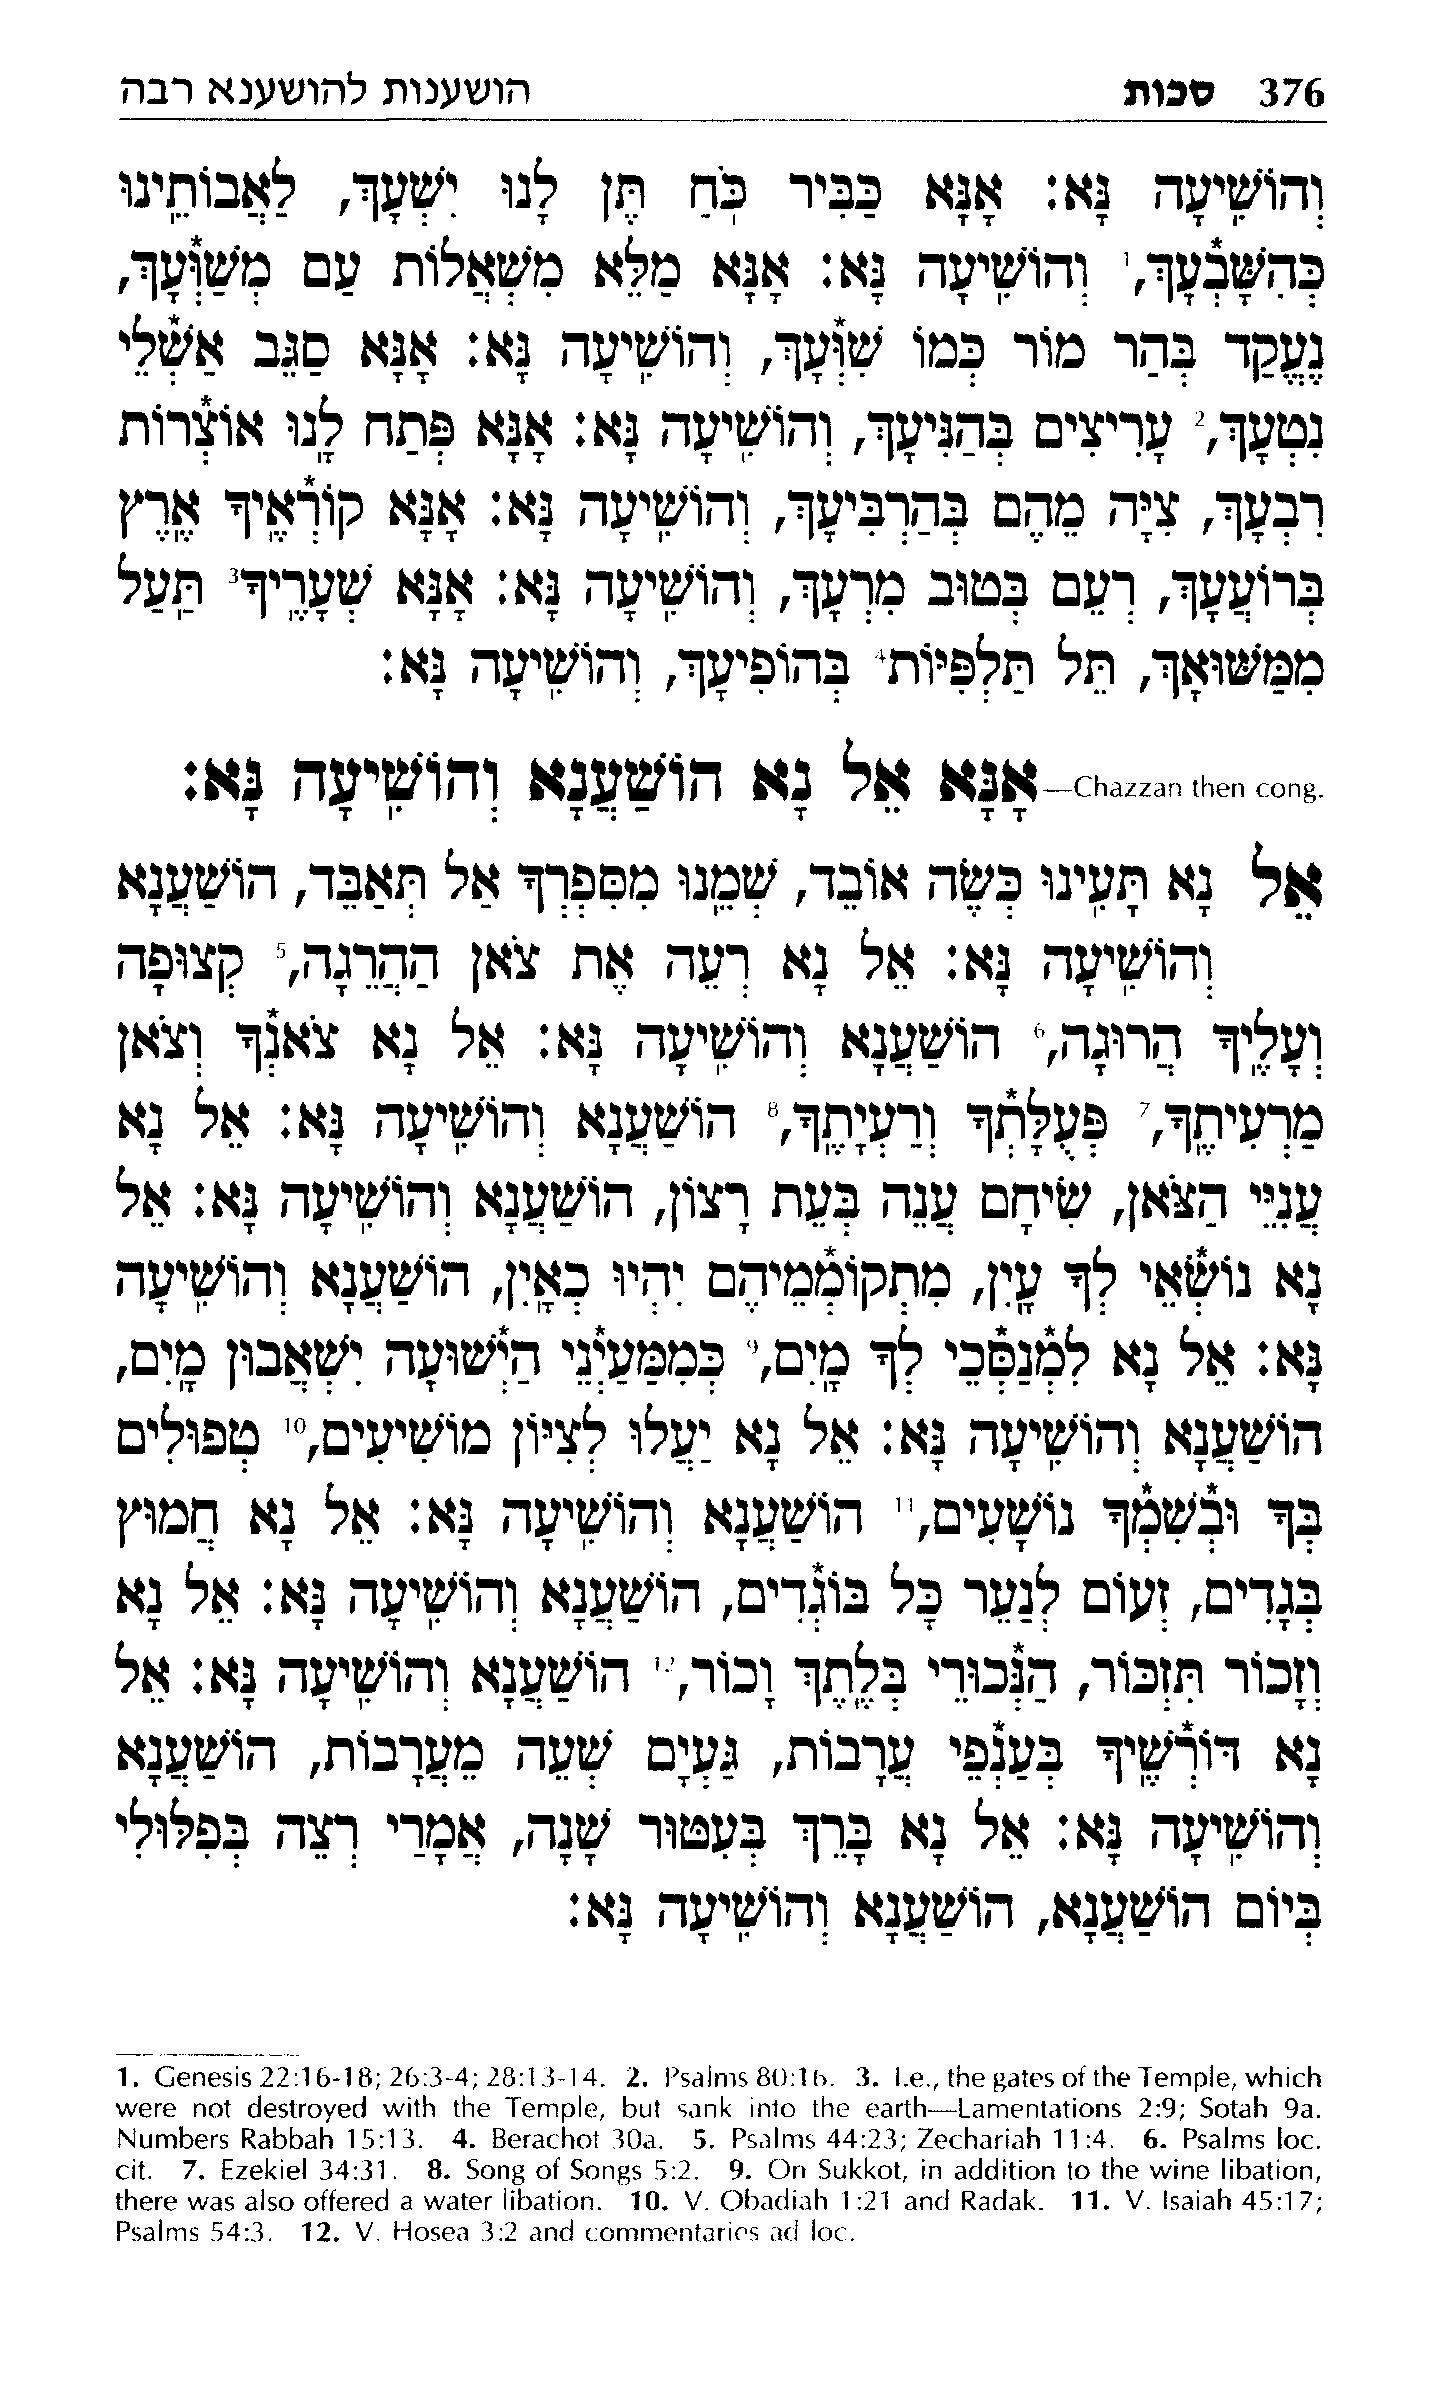 376 סכות הושענות להושענא רבה
וְהוֹשִֽׁיעָה נָּא: אָנָּא כַּבִּיר כֹּֽחַ תֶּן לָנוּ יִשְׁעֶךָ, לַאֲבוֹתֵֽינוּ
כְּהִשָּׁבְ֯עֶךָ,¹ וְהוֹשִֽׁיעָה נָּא: אָֽנָּא מַלֵּא מִשְׁאֲלוֹת עַם מְשַׁוְּ֯עֶךָ,
נֶעֱקַד בְּהַר מוֹר כְּמוֹ שִׁוְּ֯עֶךָ, וְהוֹשִֽׁיעָה נָּא: אָנָּא סַגֵּב אֶשְׁ֯לֵי
נִטְעֶךָ,² עָרִיצִים בַּהֲנִיעֶךָ, וְהוֹשִֽׁיעָה נָּא: אָנָּא פְּתַח לָֽנוּ אוֹצְ֯רוֹת
רִבְעֶךָ, צִיָּה מֵהֶם בְּהַרְבִּיעֶךָ, וְהוֹשִֽׁיעָה נָּא: אָנָּא קוֹרְ֯אֶֽיךָ אֶֽרֶץ
בְּרוֹעֲעֶךָ, רְעֵם בְּטוּב מִרְעֶךָ, וְהוֹשִֽׁיעָה נָּא: אָנָּא שְׁעָרֶֽיךָ³ תַּֽעַל
מִמַּשּׁוּאֶךָ, תֵּל תַּלְפִּיּוֹת⁴ בְּהוֹפִיעֶךָ, וְהוֹשִֽׁיעָה נָּא:
Chazzan then cong.—אָֽנָּא אֵל נָא הוֹשַׁעֲנָא וְהוֹשִֽׁיעָה נָּא:
אֵל נָא תָּעִֽינוּ כְּשֶׂה אוֹבֵד, שְׁמֵֽנוּ מִסִּפְרְךָ אַל תְּאַבֵּד, הוֹשַׁעֲנָא
וְהוֹשִֽׁיעָה נָּא: אֵל נָא רְעֵה אֶת צֹאן הַהֲרֵגָה,⁵ קְצוּפָה
וְעָלֶֽיךָ הֲרוּגָה,⁶ הוֹשַׁעֲנָא וְהוֹשִֽׁיעָה נָּא: אֵל נָא צֹאנְ֯ךָ וְצֹאן
מַרְעִיתֶֽךָ,⁷ פְּעֻלָּתְ֯ךָ וְרַעְיָתֶֽךָ,⁸ הוֹשַׁעֲנָא וְהוֹשִֽׁיעָה נָּא: אֵל נָא
עֲנִיֵּי הַצֹּאן, שִׂיחָם עֲנֵה בְּעֵת רָצוֹן, הוֹשַׁעֲנָא וְהוֹשִֽׁיעָה נָּא: אֵל
נָא נוֹשְׂ֯אֵי לְךָ עָֽיִן, מִתְקוֹמְ֯מֵיהֶם יִהְיוּ כְאָֽיִן, הוֹשַׁעֲנָא וְהוֹשִֽׁיעָה
נָּא: אֵל נָא לִמְ֯נַסְּ֯כֵי לְךָ מָֽיִם,⁹ כְּמִמַּעַיְ֯נֵי הַיְ֯שׁוּעָה יִשְׁאֲבוּן מָֽיִם,
הוֹשַׁעֲנָא וְהוֹשִֽׁיעָה נָּא: אֵל נָא יַעֲלוּ לְצִיּוֹן מוֹשִׁיעִים,¹⁰ טְפוּלִים
בְּךָ וּבְ֯שִׁמְ֯ךָ נוֹשָׁעִים,¹¹ הוֹשַׁעֲנָא וְהוֹשִֽׁיעָה נָּא: אֵל נָא חֲמוּץ
בְּגָדִים, זְעוֹם לְנַעֵר כָּל בּוֹגְ֯דִים, הוֹשַׁעֲנָא וְהוֹשִֽׁיעָה נָּא: אֵל נָא
וְזָכוֹר תִּזְכּוֹר, הַנְּ֯כוּרֵי בְּלֶֽתֶךְ וָכוֹר,¹² הוֹשַׁעֲנָא וְהוֹשִֽׁיעָה נָּא: אֵל
נָא דּוֹרְ֯שֶֽׁיךָ בְּעַנְ֯פֵי עֲרָבוֹת, גַּעְיָם שְׁעֵה מֵעֲרָבוֹת, הוֹשַׁעֲנָא
וְהוֹשִֽׁיעָה נָּא: אֵל נָא בָּרֵךְ בְּעִטּוּר שָׁנָה, אֲמָרַי רְצֵה בְּפִלּוּלִי
בְּיוֹם הוֹשַׁעֲנָא, הוֹשַׁעֲנָא וְהוֹשִֽׁיעָה נָּא:
1. Genesis 22:16-18; 26:3-4; 28:13-14. 2. Psalms 80:16. 3. I.e., the gates of the Temple, which
were not destroyed with the Temple, but sank into the earth—Lamentations 2:9; Sotah 9a.
Numbers Rabbah 15:13. 4. Berachot 30a. 5. Psalms 44:23; Zechariah 11:4. 6. Psalms loc.
cit. 7. Ezekiel 34:31. 8. Song of Songs 5:2. 9. On Sukkot, in addition to the wine libation,
there was also offered a water libation. 10. V. Obadiah 1:21 and Radak. 11. V. Isaiah 45:17;
Psalms 54:3. 12. V. Hosea 3:2 and commentaries ad loc.